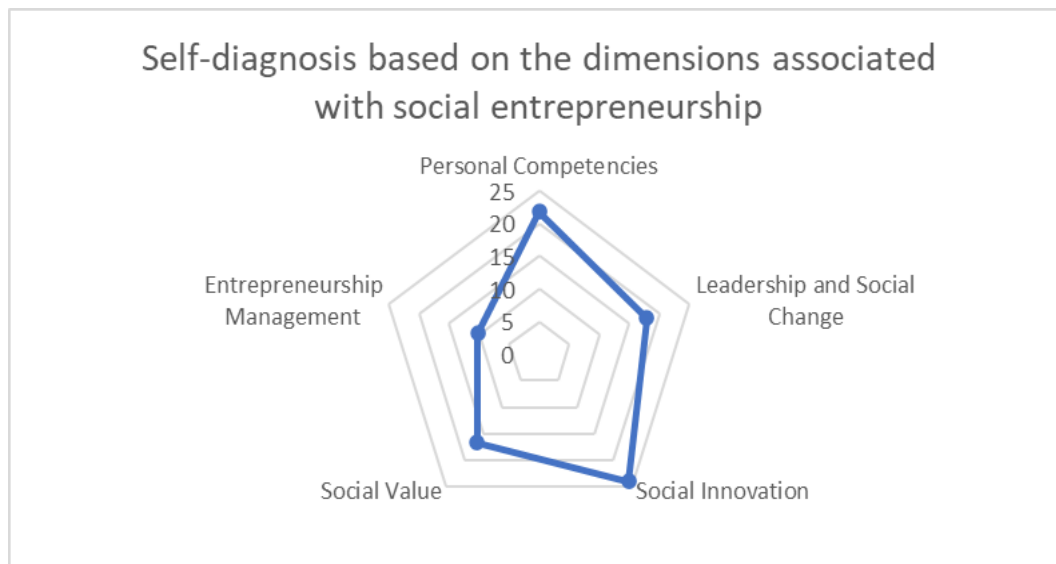 Self-diagnosis based on the dimensions associated
with social entrepreneurship
Personal Competencies
25
20
15
10
5
0
Entrepreneurship
Management
Leadership and Social
Change
Social Value
Social Innovation